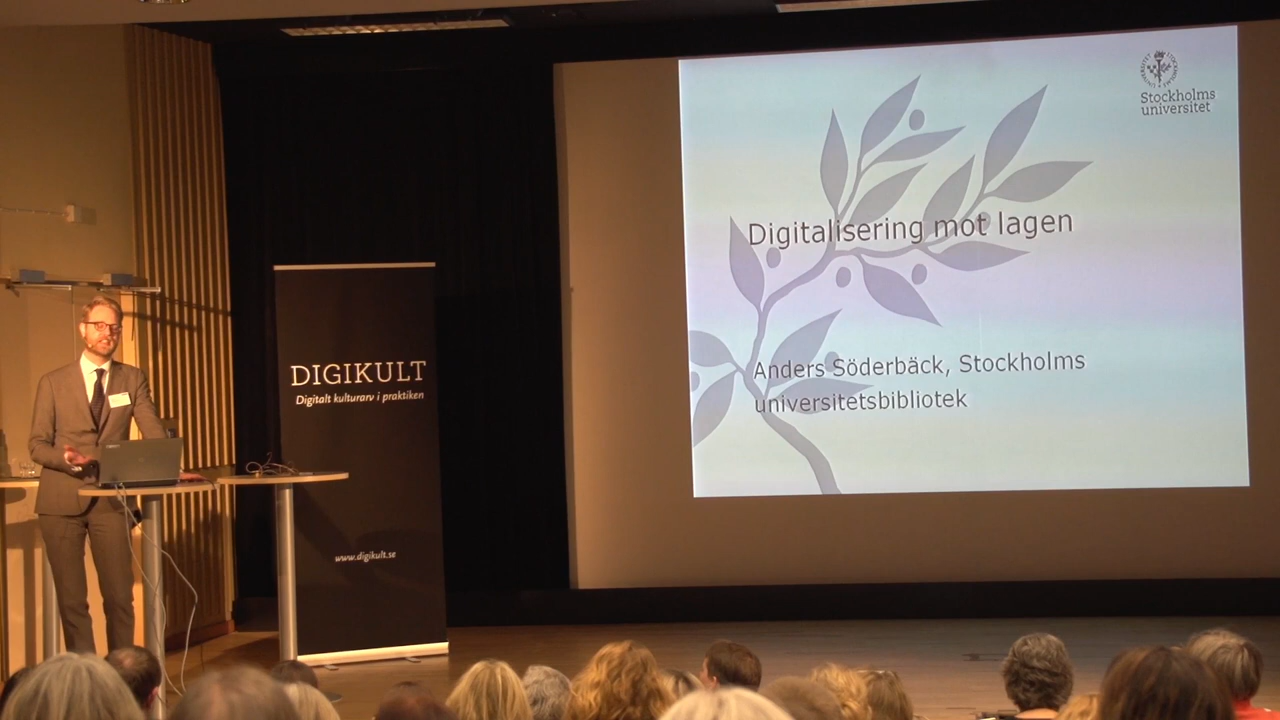 DIGIKULT
Digitalt kulturarv i praktiken
www.digikult.se
Stockholms
universitet
Digitalisering mot lagen
Anders Söderbäck, Stockholms
universitetsbibliotek